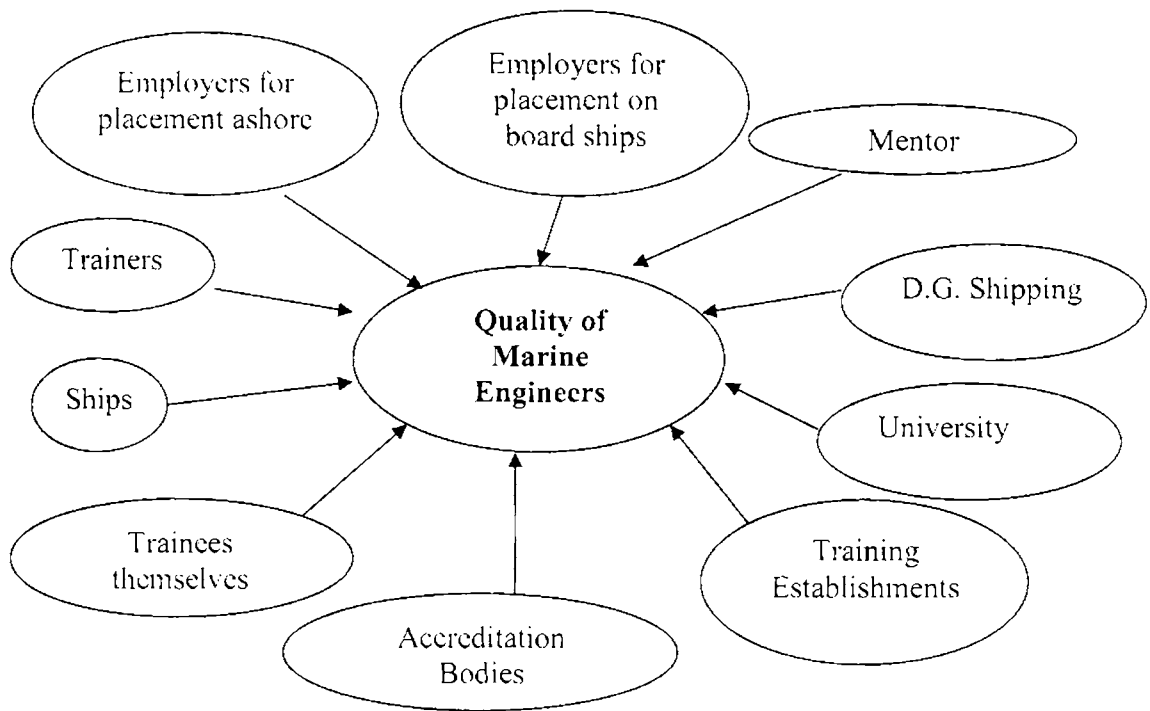 Employers for
placement ashore
Employers for
placement on
board ships
Mentor
Trainers
D.G. Shipping
Quality of
Marine
Engineers
Ships
University
Trainees
themselves
Training
Establishments
Accreditation
Bodies